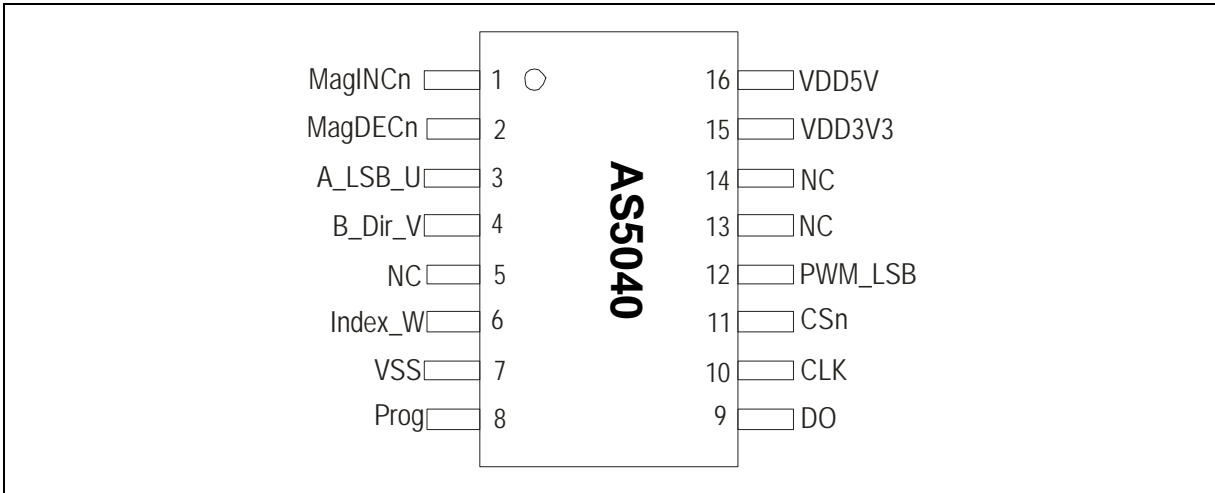 MagINCn 1 16 VDD5V
MagDECn 2 15 VDD3V3
A_LSB_U 3 14 NC
B_Dir_V 4 13 NC
NC 5 12 PWM_LSB
Index_W 6 11 CSn
VSS 7 10 CLK
Prog 8 9 DO
AS5040